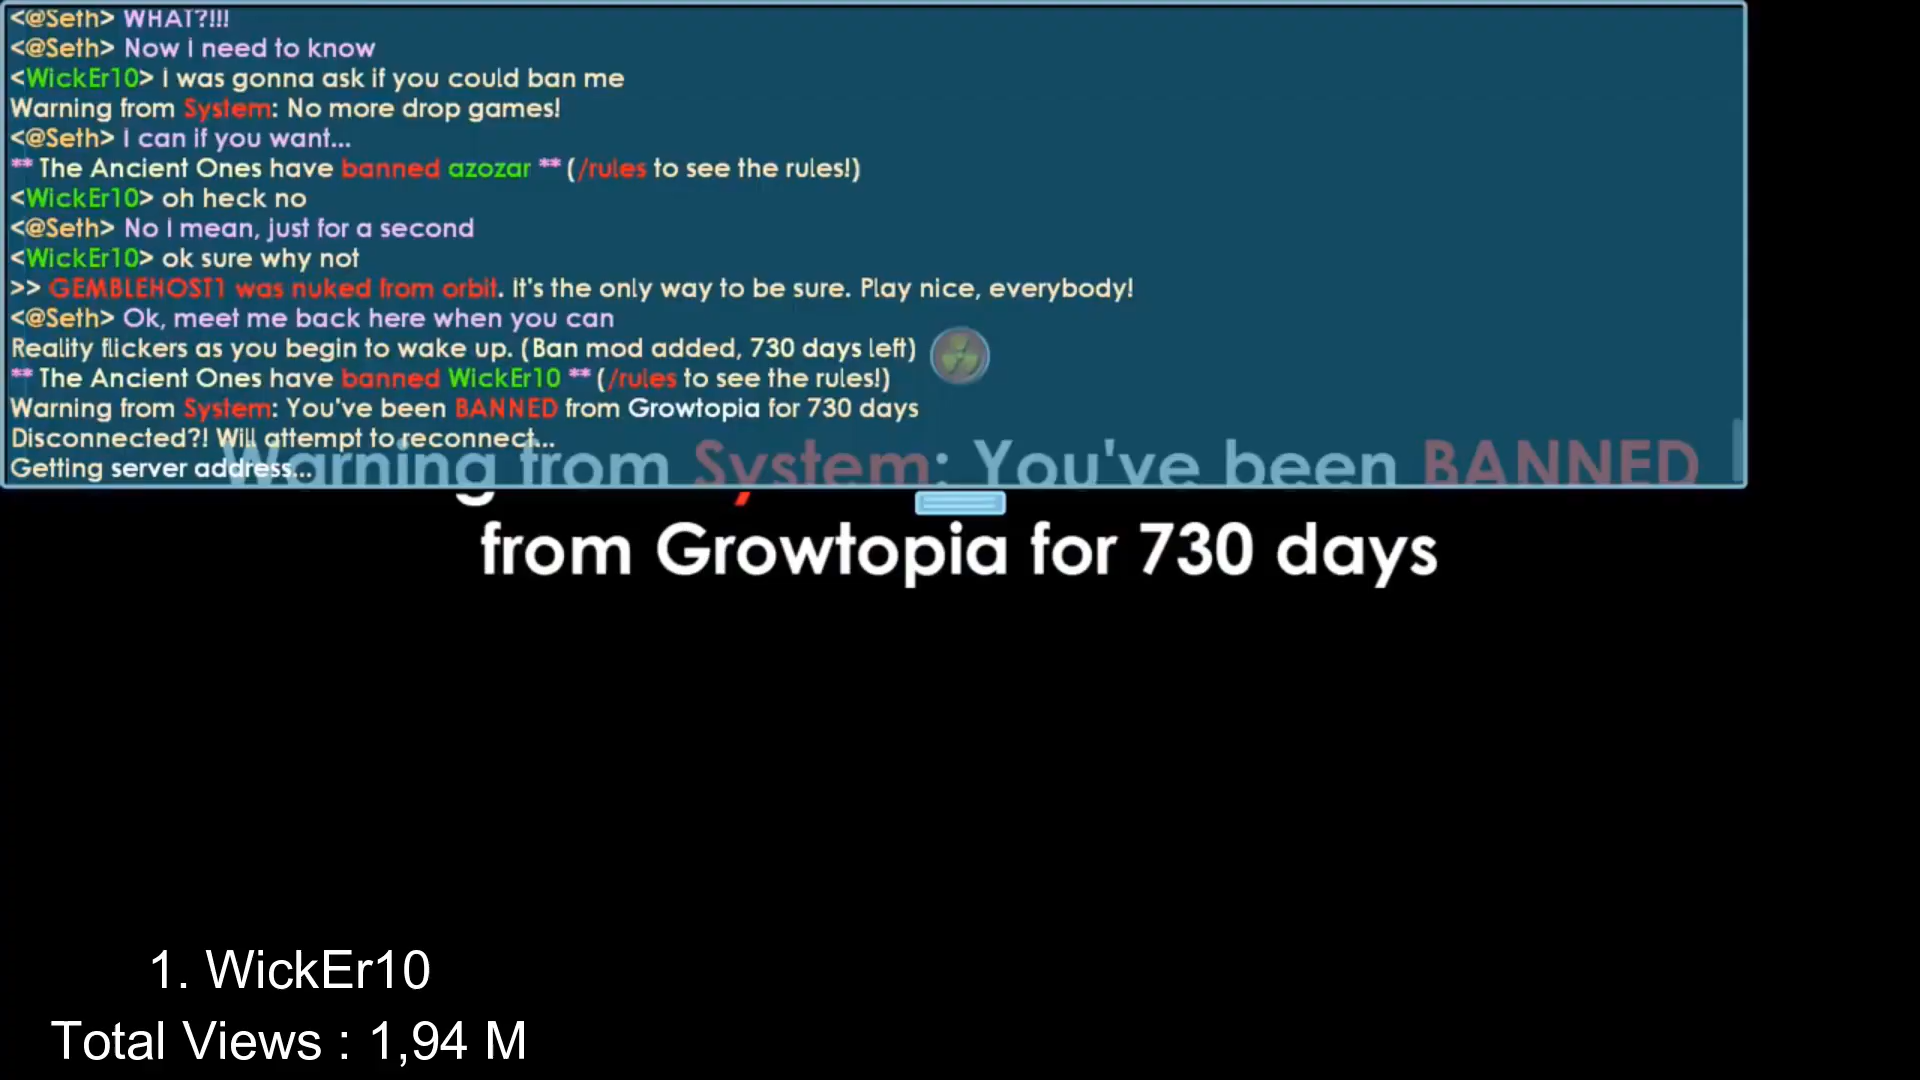 <@Seth> WHAT?!!!
<@Seth> Now I need to know
<WickEr10> I was gonna ask if you could ban me
Warning from System: No more drop games!
<@Seth> I can if you want...
** The Ancient Ones have banned azozar ** (/rules to see the rules!)
<WickEr10> oh heck no
<@Seth> No I mean, just for a second
<WickEr10> ok sure why not
>> GEMBLEHOST1 was nuked from orbit. It's the only way to be sure. Play nice, everybody!
<@Seth> Ok, meet me back here when you can
Reality flickers as you begin to wake up. (Ban mod added, 730 days left)
** The Ancient Ones have banned WickEr10 ** (/rules to see the rules!)
Warning from System: You've been BANNED from Growtopia for 730 days
Disconnected?! Will attempt to reconnect...
Getting server address...
Warning from System: You've been BANNED
from Growtopia for 730 days
1. WickEr10
Total Views : 1,94 M